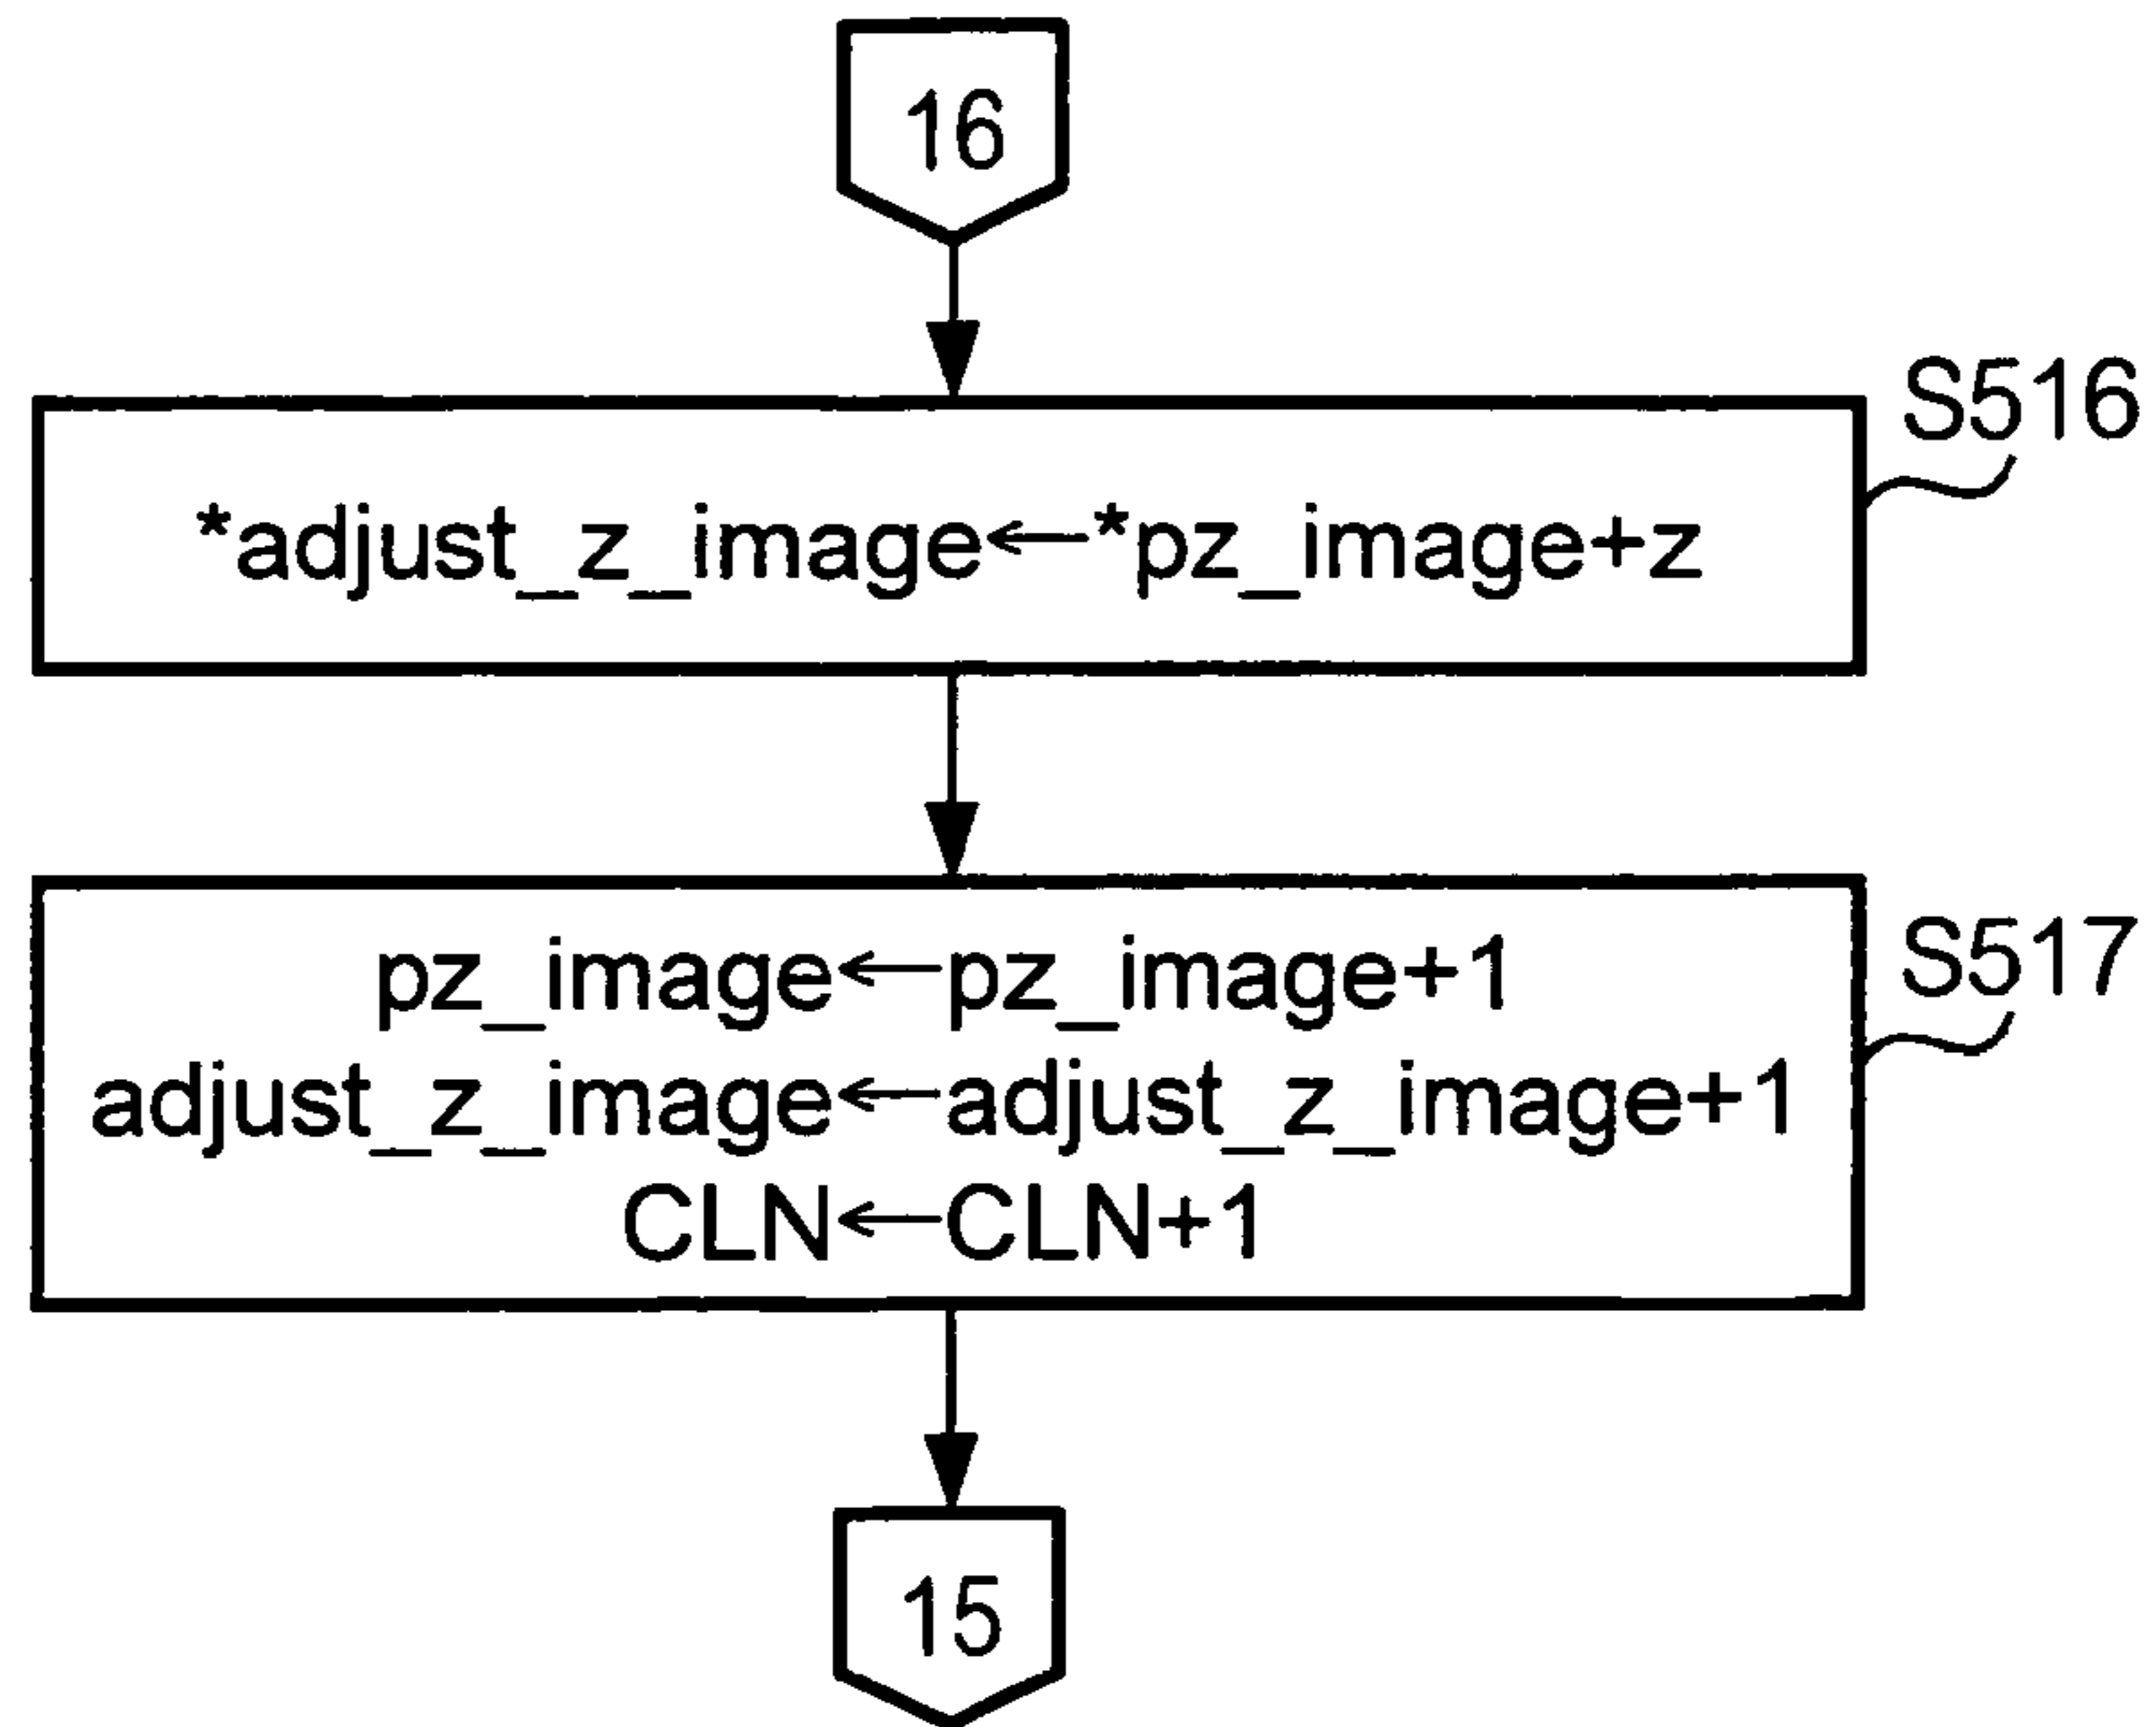 16
S516
*adjust_z_image←*pz_image+z
S517
pz_image←pz_image+1
adjust_z_image←adjust_z_image+1
CLN←CLN+1
15